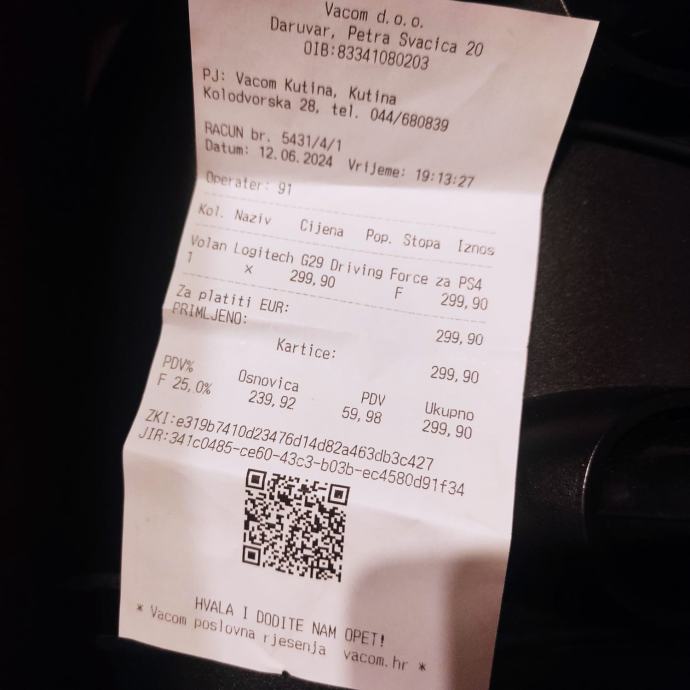 Vacom d.o.o.
Daruvar, Petra Svacica 20
OIB:83341080203
PJ: Vacom Kutina, Kutina
Kolodvorska 28, tel. 044/680839
RACUN br. 5431/4/1
Datum: 12.06.2024 Vrijeme: 19:13:27
Operater: 91
Kol. Naziv Cijena Pop. Stopa Iznos
Volan Logitech G29 Driving Force za PS4
1 x 299,90 F 299,90
Za platiti EUR: 299,90
PRIMLJENO:
Kartice: 299,90
PDV% Osnovica PDV Ukupno
F 25,0% 239,92 59,98 299,90
ZKI:e319b7410d23476d14d82a463db3c427
JIR:341c0485-ce60-43c3-b03b-ec4580d91f34
HVALA I DODITE NAM OPET!
* Vacom poslovna rjesenja vacom.hr *